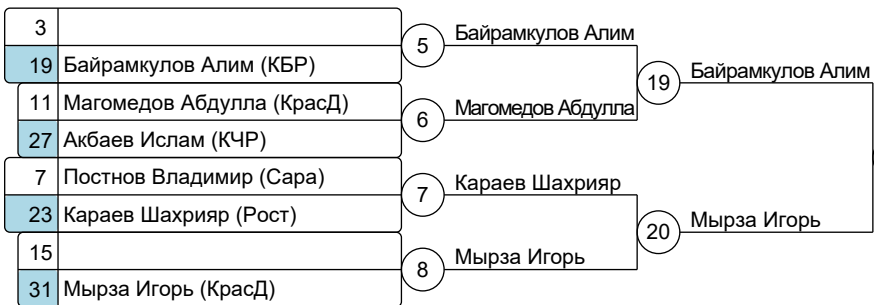 3
19 Байрамкулов Алим (КБР)
11 Магомедов Абдулла (КрасД)
27 Акбаев Ислам (КЧР)
7 Постнов Владимир (Сара)
23 Караев Шахрияр (Рост)
15
31 Мырза Игорь (КрасД)
5 Байрамкулов Алим
6 Магомедов Абдулла
7 Караев Шахрияр
8 Мырза Игорь
19 Байрамкулов Алим
20 Мырза Игорь